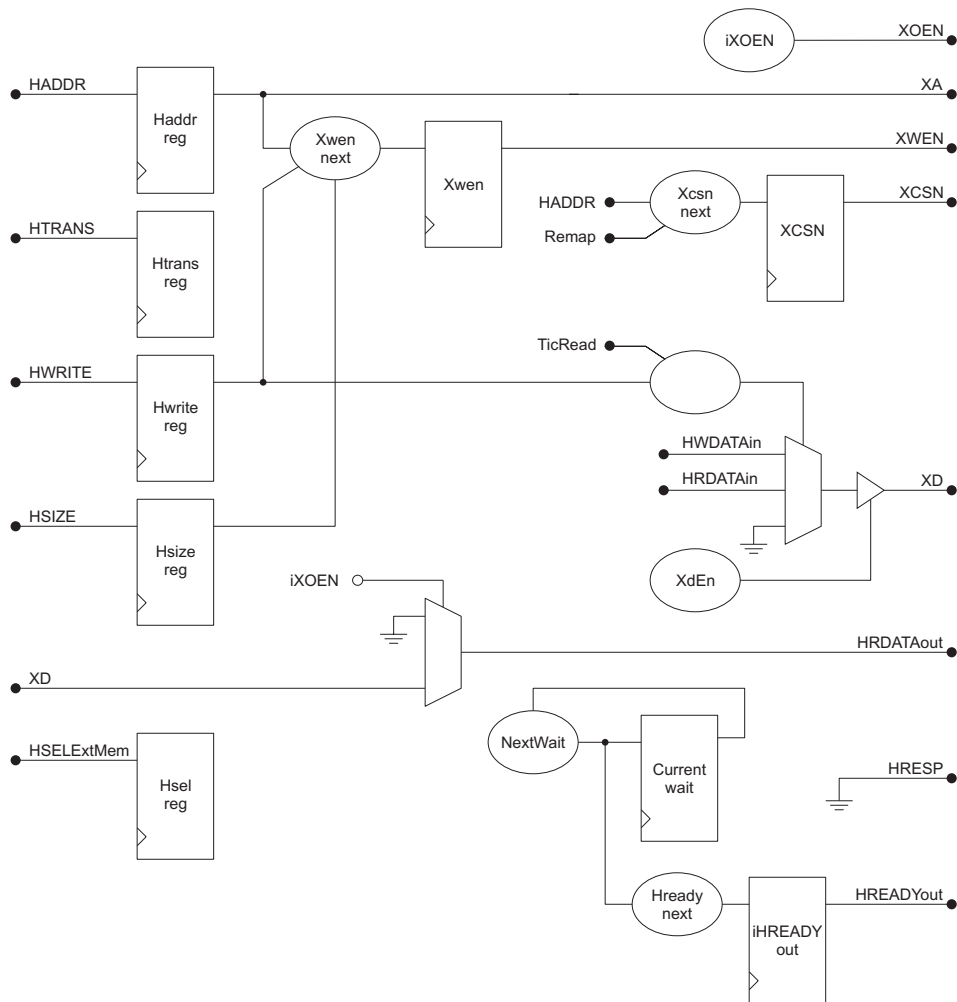 iXOEN
XOEN
HADDR
Haddr
reg
XA
Xwen
next
Xwen
XWEN
HADDR
Remap
Xcsn
next
XCSN
XCSN
HTRANS
Htrans
reg
TicRead
HWRITE
Hwrite
reg
HWDATAin
HRDATAin
XD
HSIZE
Hsize
reg
iXOEN
XdEn
HRDATAout
XD
NextWait
HSELExtMem
Hsel
reg
Current
wait
HRESP
Hready
next
iHREADY
out
HREADYout